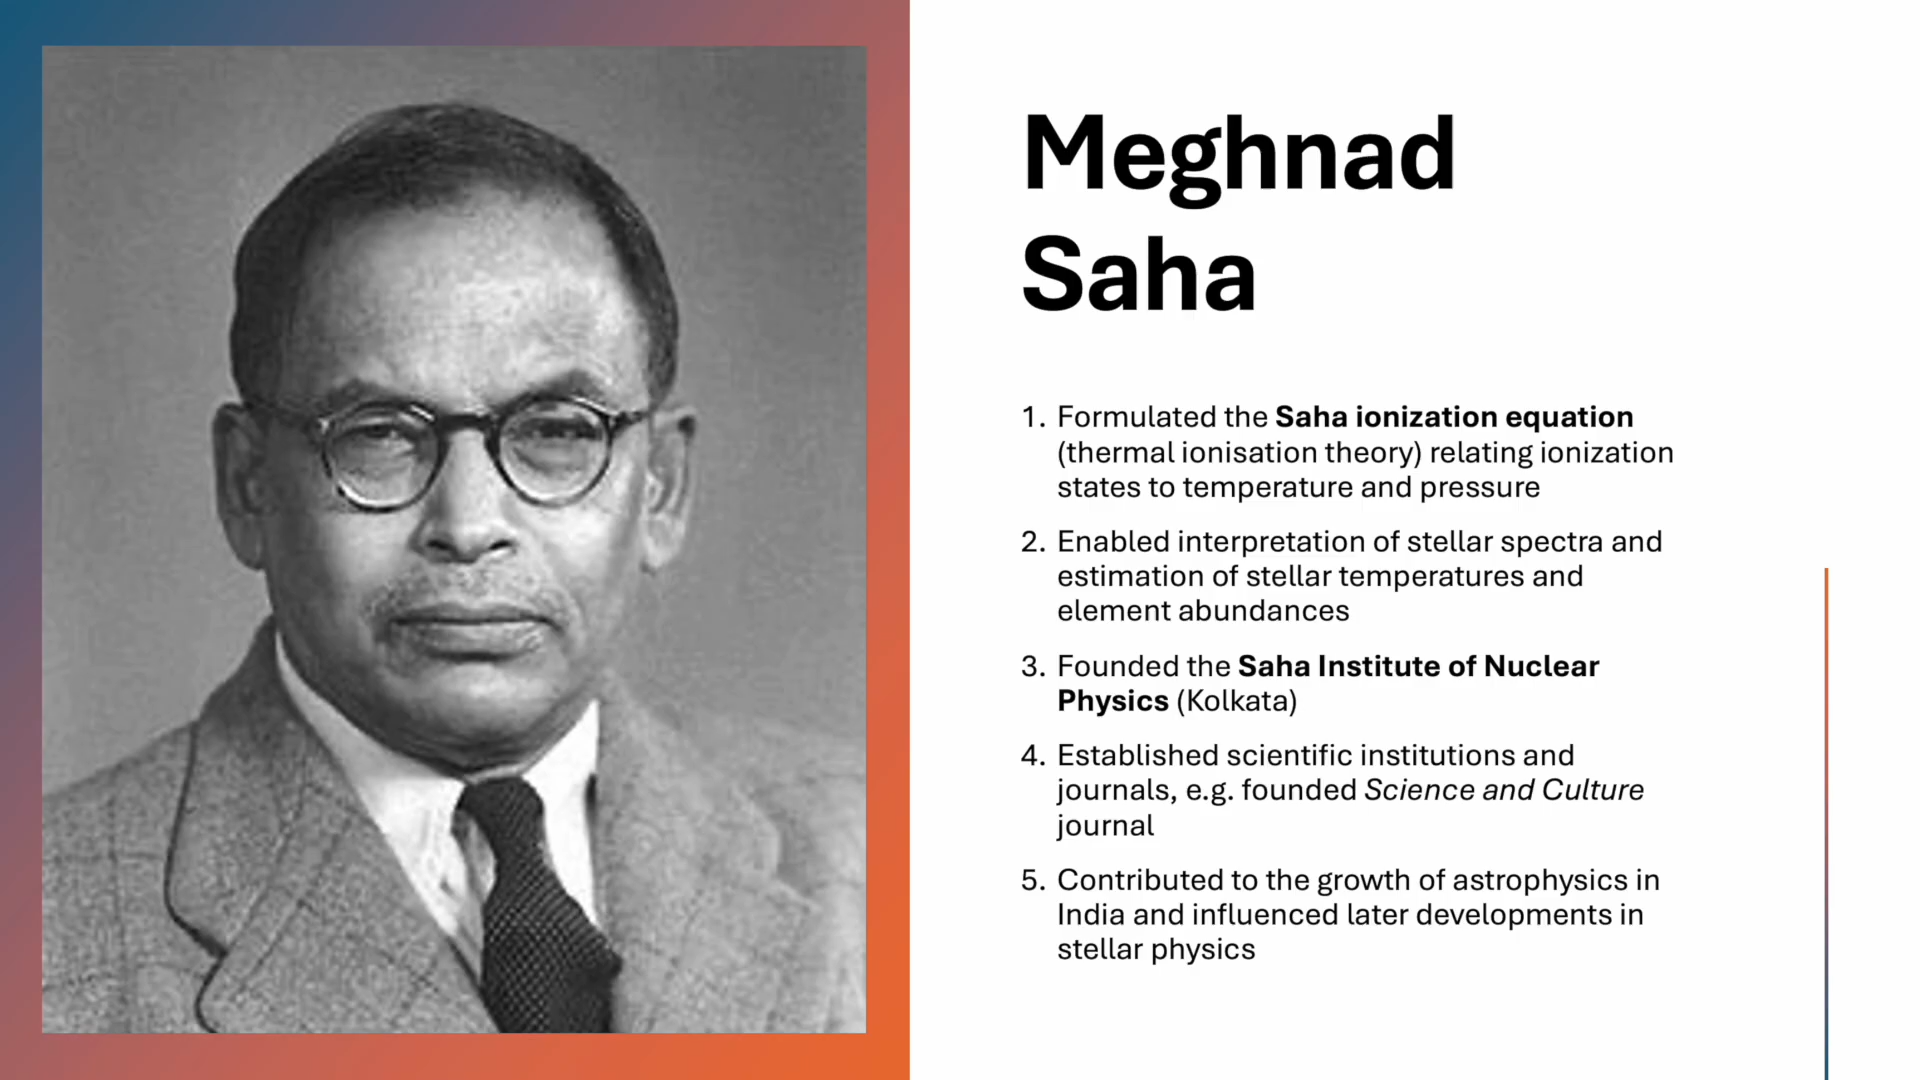 Meghnad
Saha
1. Formulated the Saha ionization equation
(thermal ionisation theory) relating ionization
states to temperature and pressure
2. Enabled interpretation of stellar spectra and
estimation of stellar temperatures and
element abundances
3. Founded the Saha Institute of Nuclear
Physics (Kolkata)
4. Established scientific institutions and
journals, e.g. founded Science and Culture
journal
5. Contributed to the growth of astrophysics in
India and influenced later developments in
stellar physics